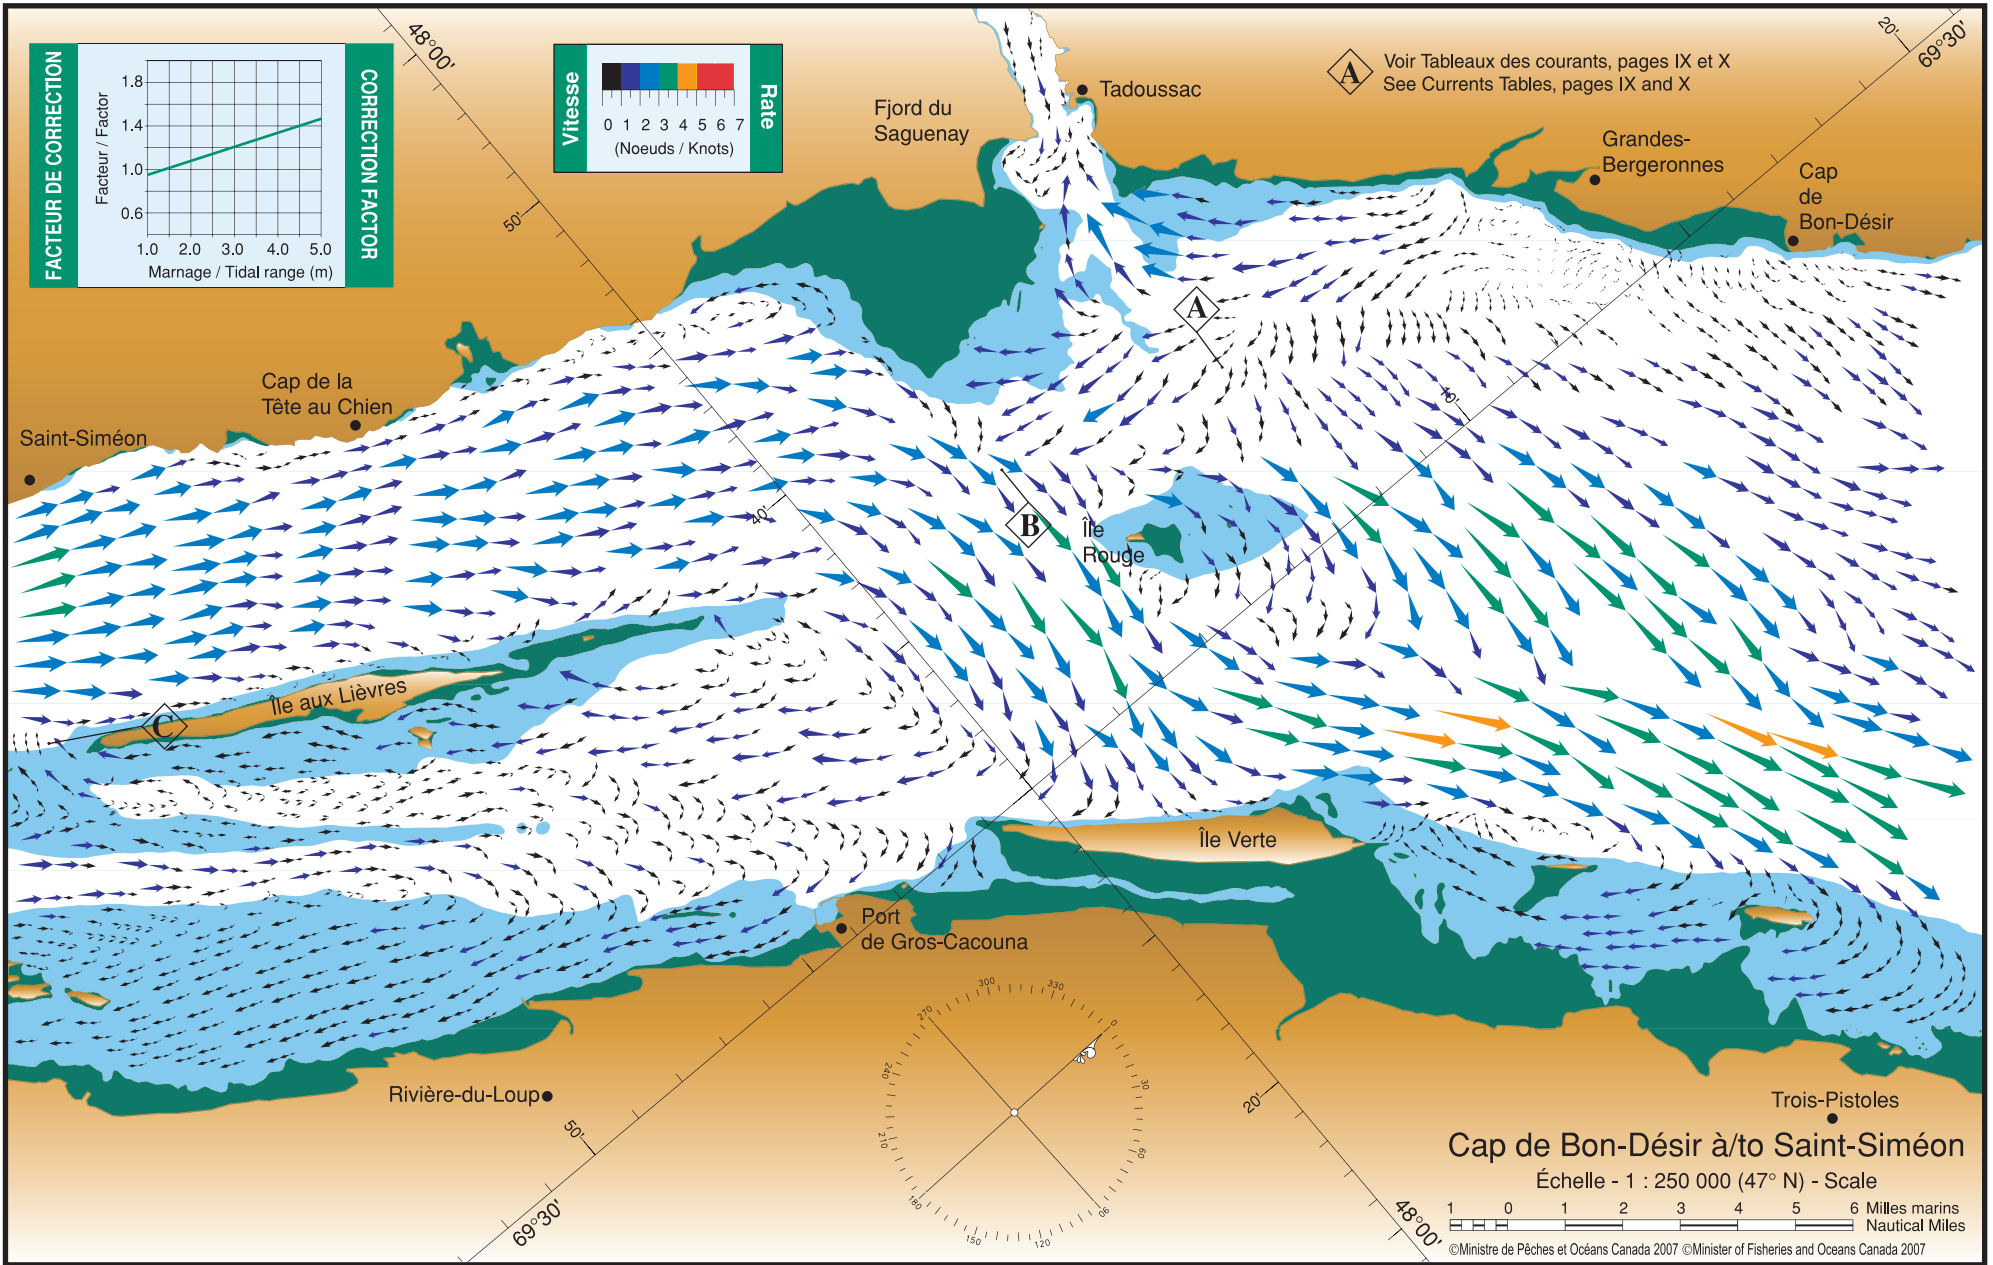 FACTEUR DE CORRECTION
Facteur / Factor
1.8
1.4
1.0
0.6
1.0 2.0 3.0 4.0 5.0
Marnage / Tidal range (m)
CORRECTION FACTOR
Vitesse
0 1 2 3 4 5 6 7
(Noeuds / Knots)
Rate
A
Voir Tableaux des courants, pages IX et X
See Currents Tables, pages IX and X
48°00'
20'
69°30'
Tadoussac
Fjord du
Saguenay
Grandes-
Bergeronnes
Cap
de
Bon-Désir
50'
A
Cap de la
Tête au Chien
Saint-Siméon
10'
40'
B
Île
Rouge
Île aux Lièvres
C
Île Verte
Port
de Gros-Cacouna
Rivière-du-Loup
50'
69°30'
0
30
60
90
120
150
180
210
240
270
300
330
20'
48°00'
Trois-Pistoles
Cap de Bon-Désir à/to Saint-Siméon
Échelle - 1 : 250 000 (47° N) - Scale
1 0 1 2 3 4 5 6 Milles marins
Nautical Miles
©Ministre de Pêches et Océans Canada 2007 ©Minister of Fisheries and Oceans Canada 2007